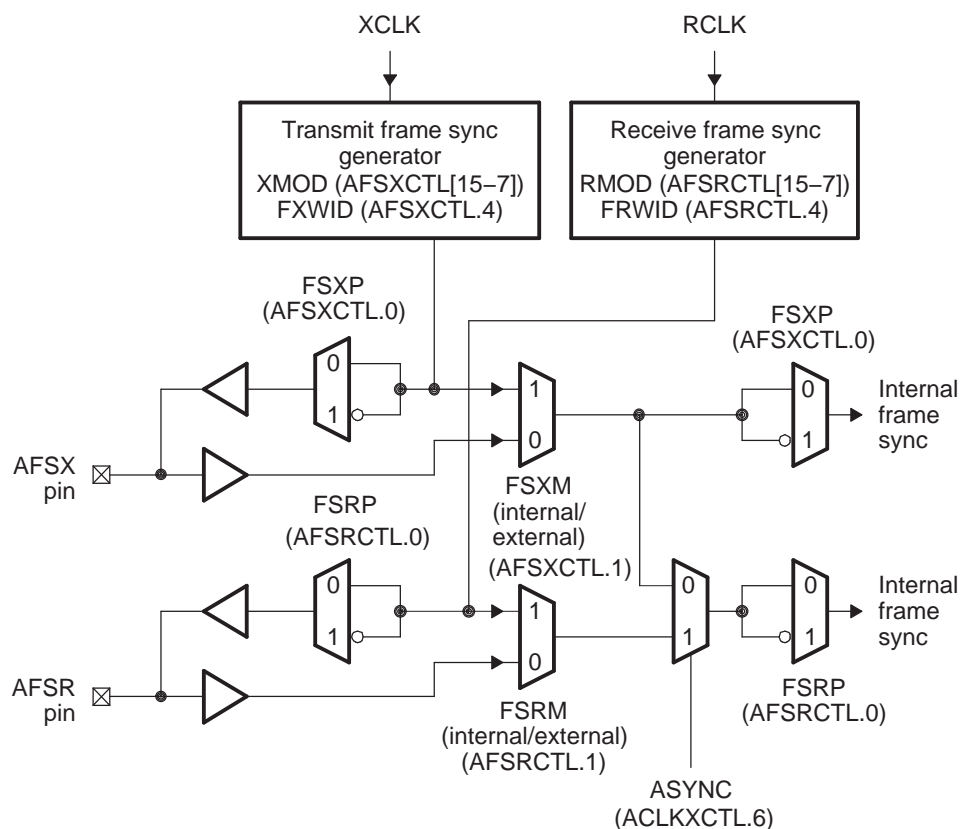 XCLK
RCLK
Transmit frame sync
generator
XMOD (AFSXCTL[15−7])
FXWID (AFSXCTL.4)
Receive frame sync
generator
RMOD (AFSRCTL[15−7])
FRWID (AFSRCTL.4)
FSXP
(AFSXCTL.0)
0
1
AFSX
pin
1
0
FSXM
(internal/
external)
(AFSXCTL.1)
FSXP
(AFSXCTL.0)
0
1
Internal
frame
sync
FSRP
(AFSRCTL.0)
0
1
AFSR
pin
1
0
FSRM
(internal/external)
(AFSRCTL.1)
0
1
ASYNC
(ACLKXCTL.6)
0
1
FSRP
(AFSRCTL.0)
Internal
frame
sync